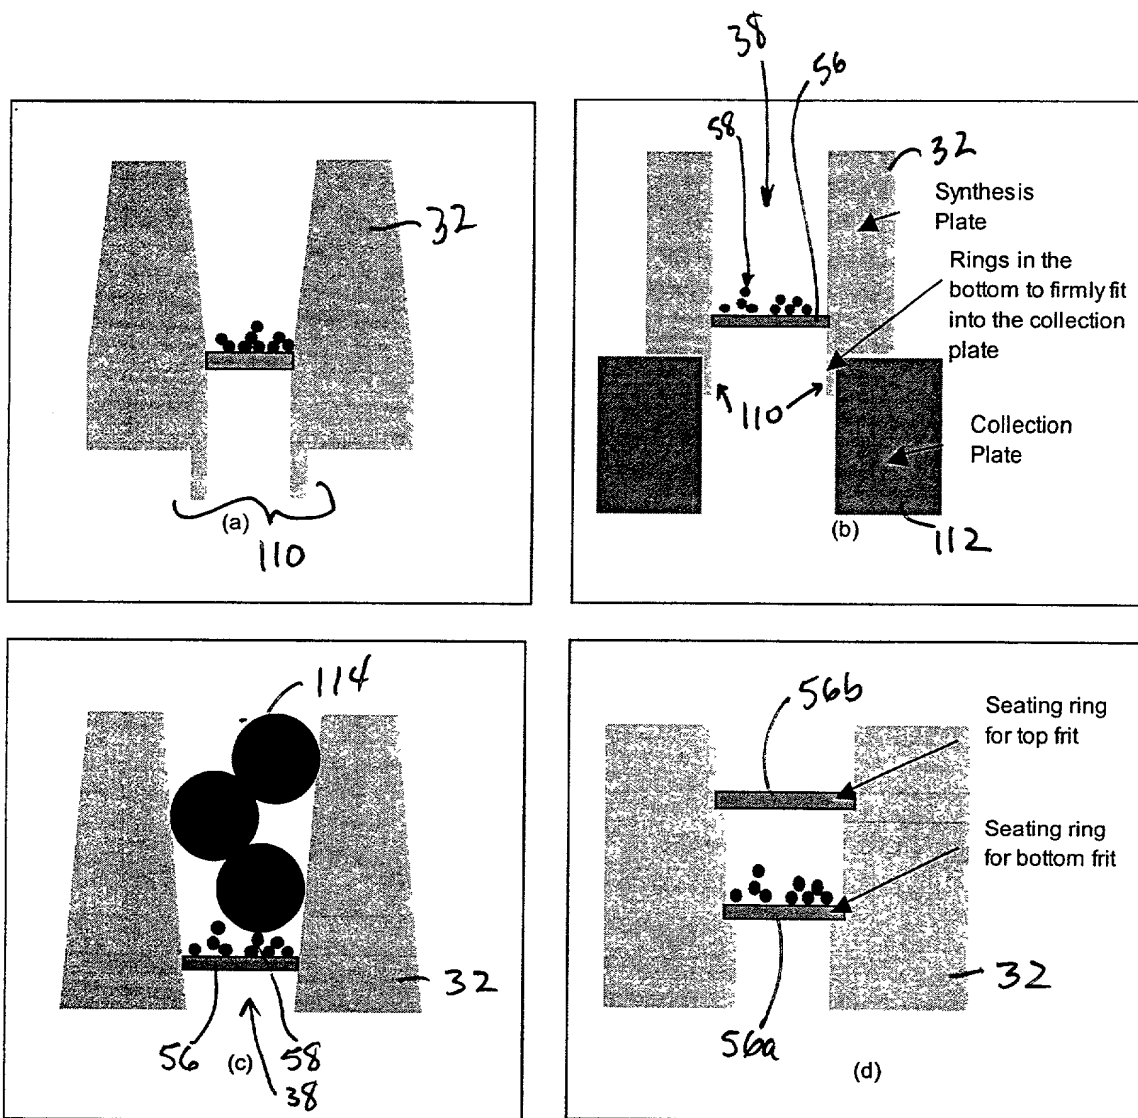 32
(a)
110
38
56
58
32
Synthesis
Plate
Rings in the
bottom to firmly fit
into the collection
plate
110
Collection
Plate
(b)
112
114
32
56
(c)
58
38
56b
Seating ring
for top frit
Seating ring
for bottom frit
32
56a
(d)